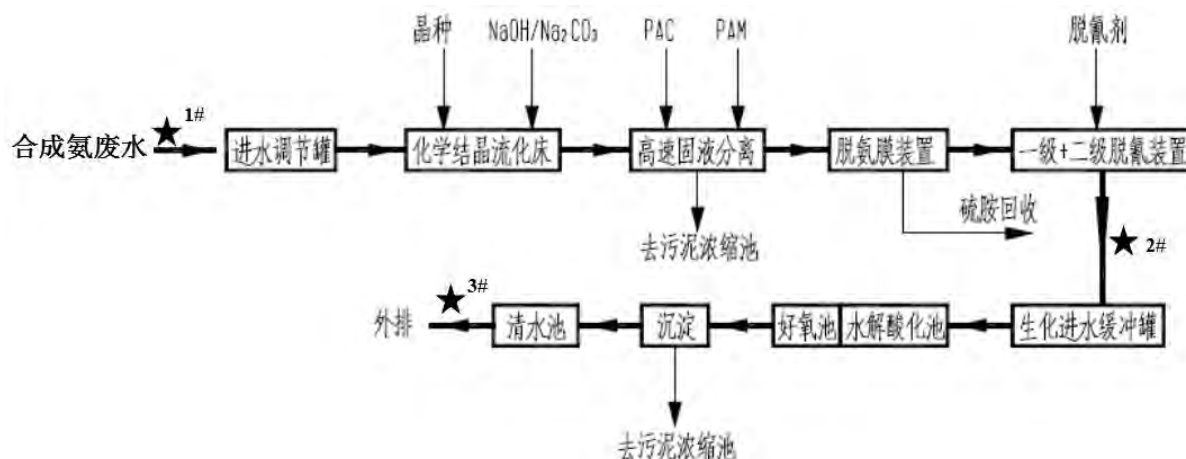 晶种
NaOH/Na₂CO₃
PAC
PAM
脱氰剂
★1#
合成氨废水
进水调节罐
化学结晶流化床
高速固液分离
脱氨膜装置
一级+二级脱氰装置
硫胺回收
去污泥浓缩池
★2#
★3#
外排
清水池
沉淀
好氧池
水解酸化池
生化进水缓冲罐
去污泥浓缩池